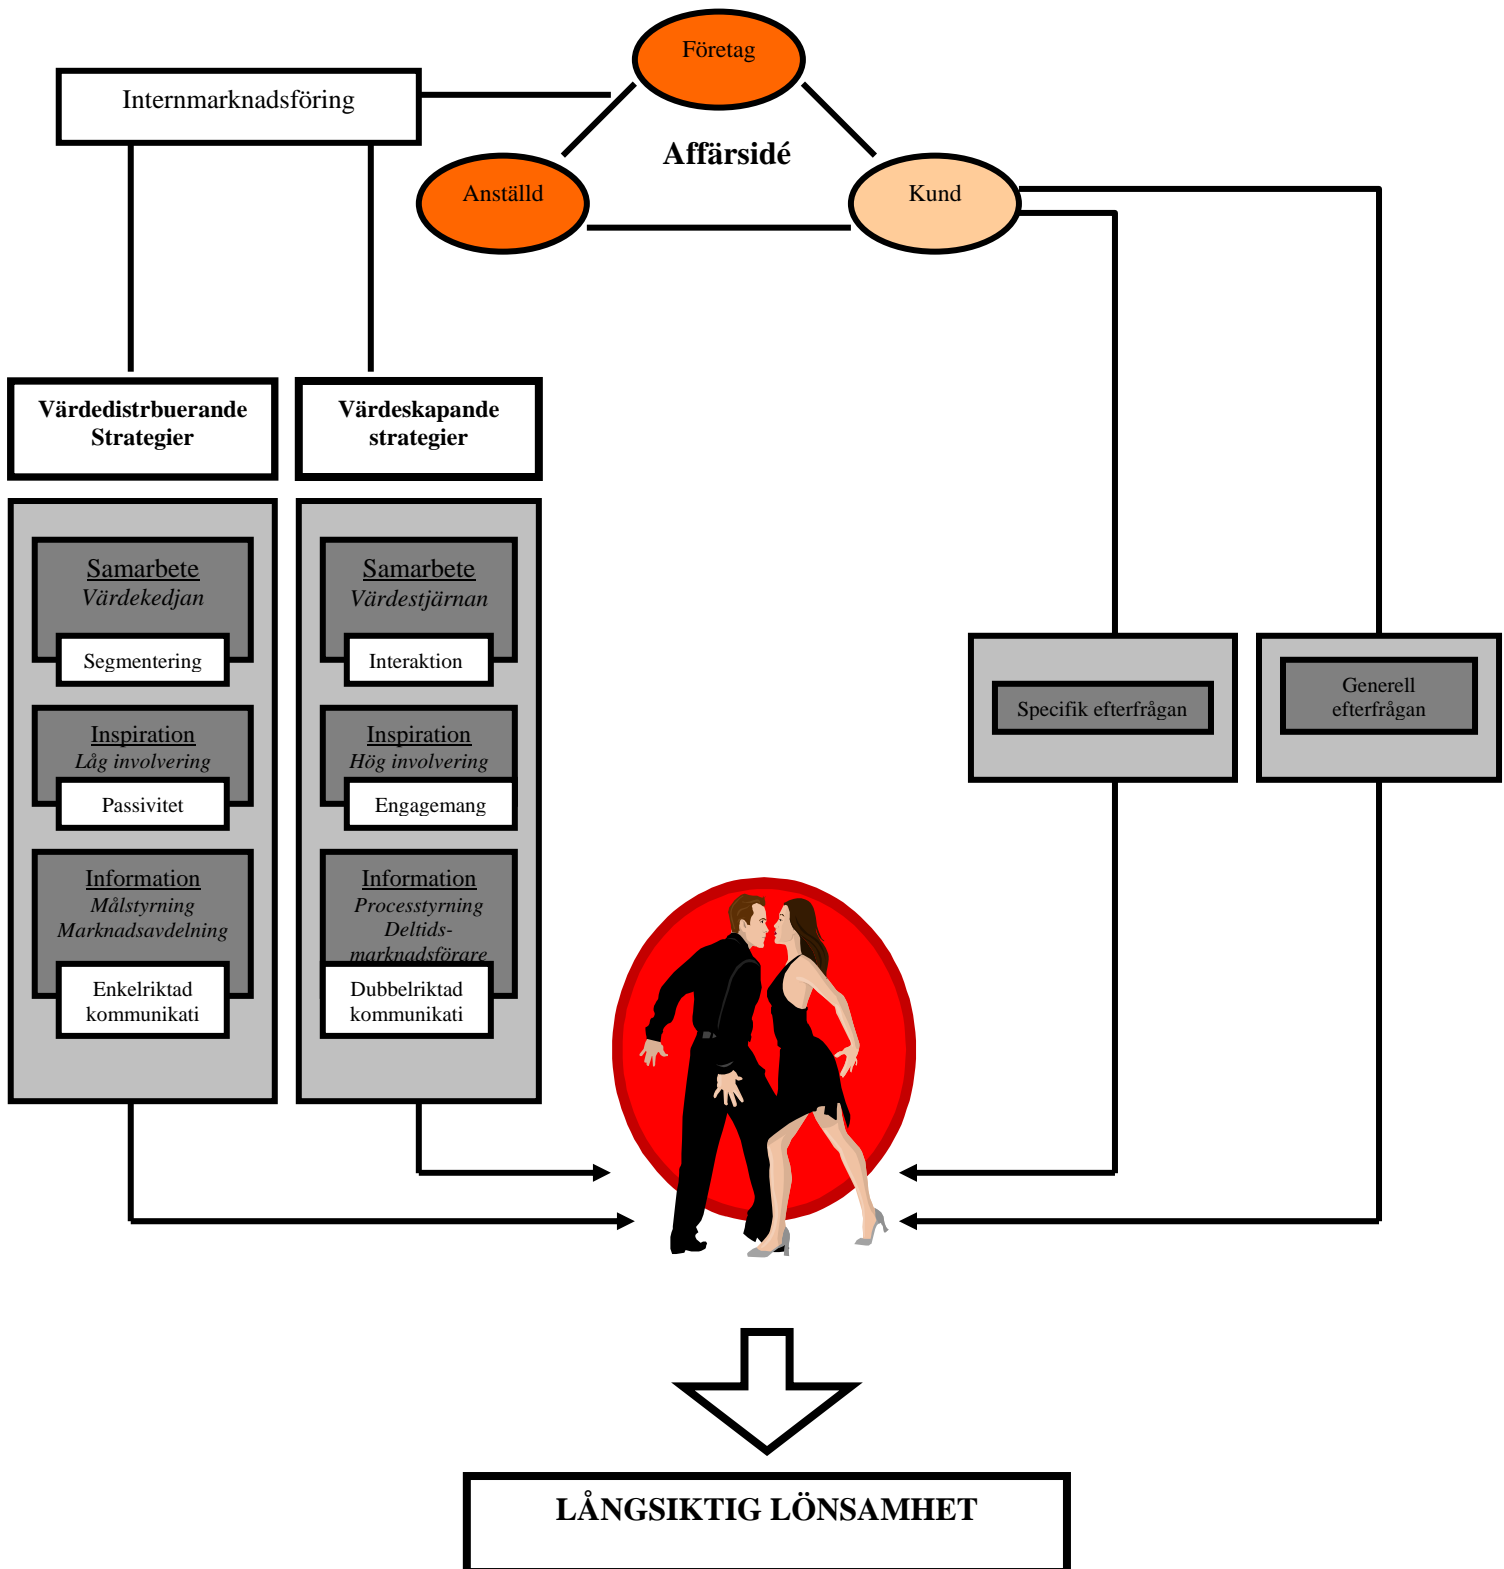 Företag
Internmarknadsföring
Affärsidé
Anställd
Kund
Värdedistrbuerande
Strategier
Värdeskapande
strategier
Samarbete
Värdekedjan
Segmentering
Inspiration
Låg involvering
Passivitet
Information
Målstyrning
Marknadsavdelning
Enkelriktad
kommunikati
Samarbete
Värdestjärnan
Interaktion
Inspiration
Hög involvering
Engagemang
Information
Processtyrning
Deltids-
marknadsförare
Dubbelriktad
kommunikati
Specifik efterfrågan
Generell
efterfrågan
LÅNGSIKTIG LÖNSAMHET